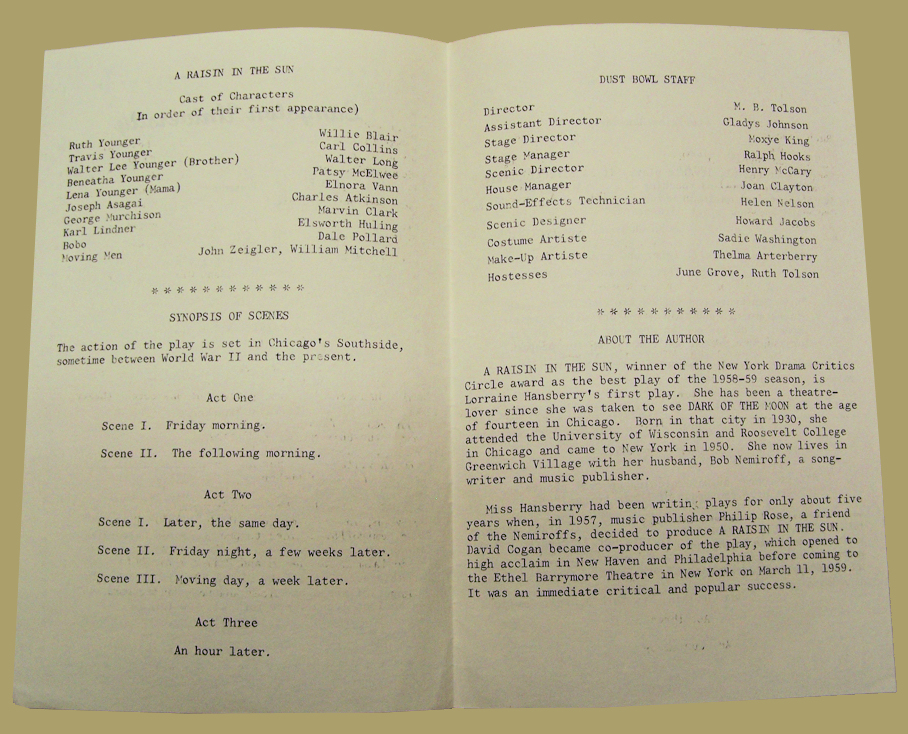 A RAISIN IN THE SUN
Cast of Characters
In order of their first appearance)
Ruth Younger Willie Blair
Travis Younger Carl Collins
Walter Lee Younger (Brother) Walter Long
Beneatha Younger Patsy McElwee
Lena Younger (Mama) Elnora Vann
Joseph Asagai Charles Atkinson
George Murchison Marvin Clark
Karl Lindner Elsworth Huling
Bobo Dale Pollard
Moving Men John Zeigler, William Mitchell
* * * * * * * * * * * *
SYNOPSIS OF SCENES
The action of the play is set in Chicago's Southside,
sometime between World War II and the present.
Act One
Scene I. Friday morning.
Scene II. The following morning.
Act Two
Scene I. Later, the same day.
Scene II. Friday night, a few weeks later.
Scene III. Moving day, a week later.
Act Three
An hour later.
DUST BOWL STAFF
Director M. B. Tolson
Assistant Director Gladys Johnson
Stage Director Moxye King
Stage Manager Ralph Hooks
Scenic Director Henry McCary
House Manager Joan Clayton
Sound-Effects Technician Helen Nelson
Scenic Designer Howard Jacobs
Costume Artiste Sadie Washington
Make-Up Artiste Thelma Arterberry
Hostesses June Grove, Ruth Tolson
* * * * * * * * * * *
ABOUT THE AUTHOR
A RAISIN IN THE SUN, winner of the New York Drama Critics
Circle award as the best play of the 1958-59 season, is
Lorraine Hansberry's first play. She has been a theatre-
lover since she was taken to see DARK OF THE MOON at the age
of fourteen in Chicago. Born in that city in 1930, she
attended the University of Wisconsin and Roosevelt College
in Chicago and came to New York in 1950. She now lives in
Greenwich Village with her husband, Bob Nemiroff, a song-
writer and music publisher.
Miss Hansberry had been writing plays for only about five
years when, in 1957, music publisher Philip Rose, a friend
of the Nemiroffs, decided to produce A RAISIN IN THE SUN.
David Cogan became co-producer of the play, which opened to
high acclaim in New Haven and Philadelphia before coming to
the Ethel Barrymore Theatre in New York on March 11, 1959.
It was an immediate critical and popular success.